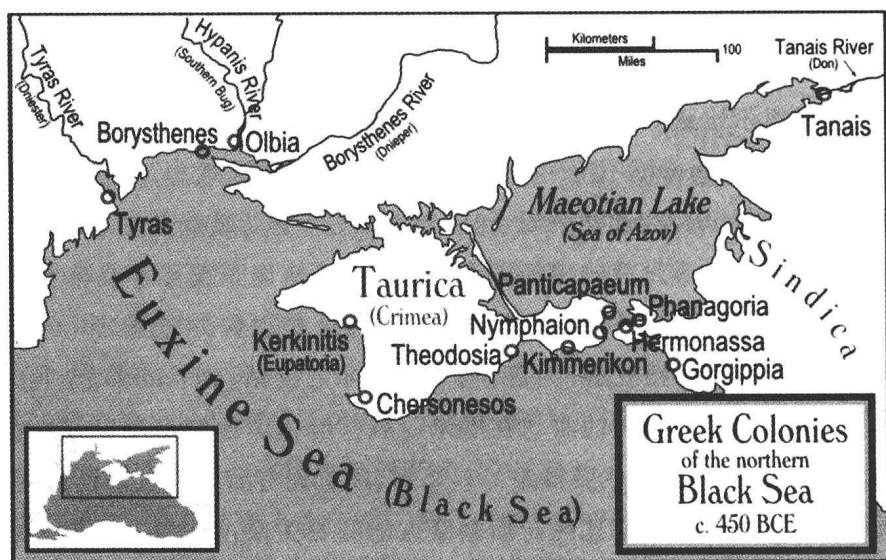 Tyras River
(Dniester)
Hypanis River
(Southern Bug)
Borysthenes River
(Dnieper)
Kilometers
100
Miles
Tanais River
(Don)
Tanais
Borysthenes
Olbia
Tyras
Maeotian Lake
(Sea of Azov)
Sindica
Taurica
(Crimea)
Panticapaeum
Phanagoria
Nymphaion
Hermonassa
Kerkinitis
(Eupatoria)
Theodosia
Kimmerikon
Gorgippia
Chersonesos
Euxine Sea (Black Sea)
Greek Colonies
of the northern
Black Sea
c. 450 BCE